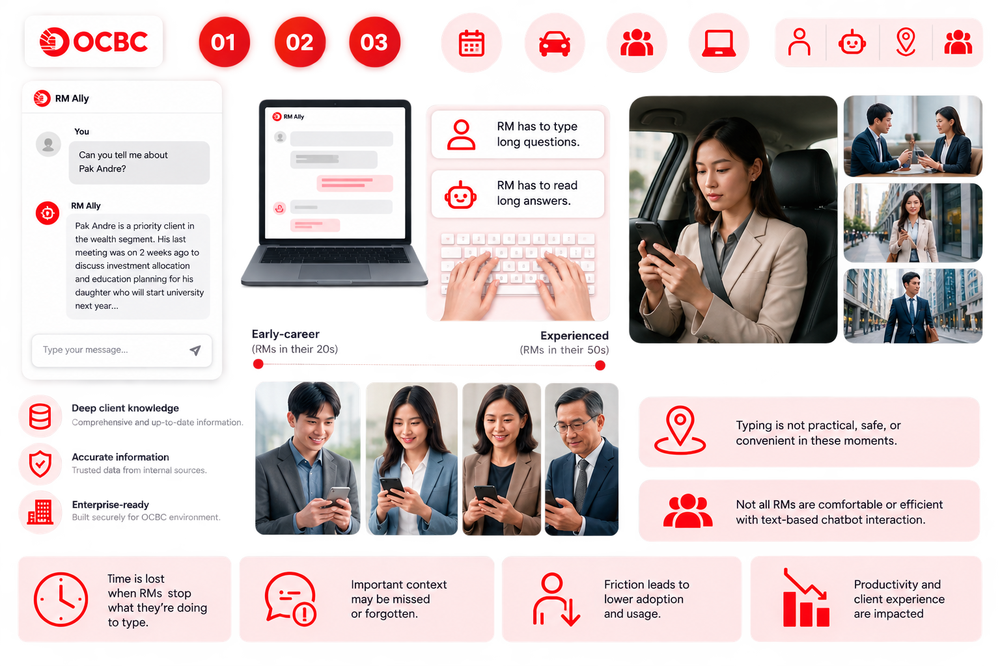 OCBC
01
02
03
RM Ally
You
Can you tell me about
Pak Andre?
RM Ally
Pak Andre is a priority client in
the wealth segment. His last
meeting was on 2 weeks ago to
discuss investment allocation
and education planning for his
daughter who will start university
next year...
Type your message...
RM Ally
RM has to type
long questions.
RM has to read
long answers.
Early-career
(RMs in their 20s)
Experienced
(RMs in their 50s)
Deep client knowledge
Comprehensive and up-to-date information.
Accurate information
Trusted data from internal sources.
Enterprise-ready
Built securely for OCBC environment.
Typing is not practical, safe, or
convenient in these moments.
Not all RMs are comfortable or efficient
with text-based chatbot interaction.
Time is lost
when RMs stop
what they're doing
to type.
Important context
may be missed
or forgotten.
Friction leads to
lower adoption
and usage.
Productivity and
client experience
are impacted